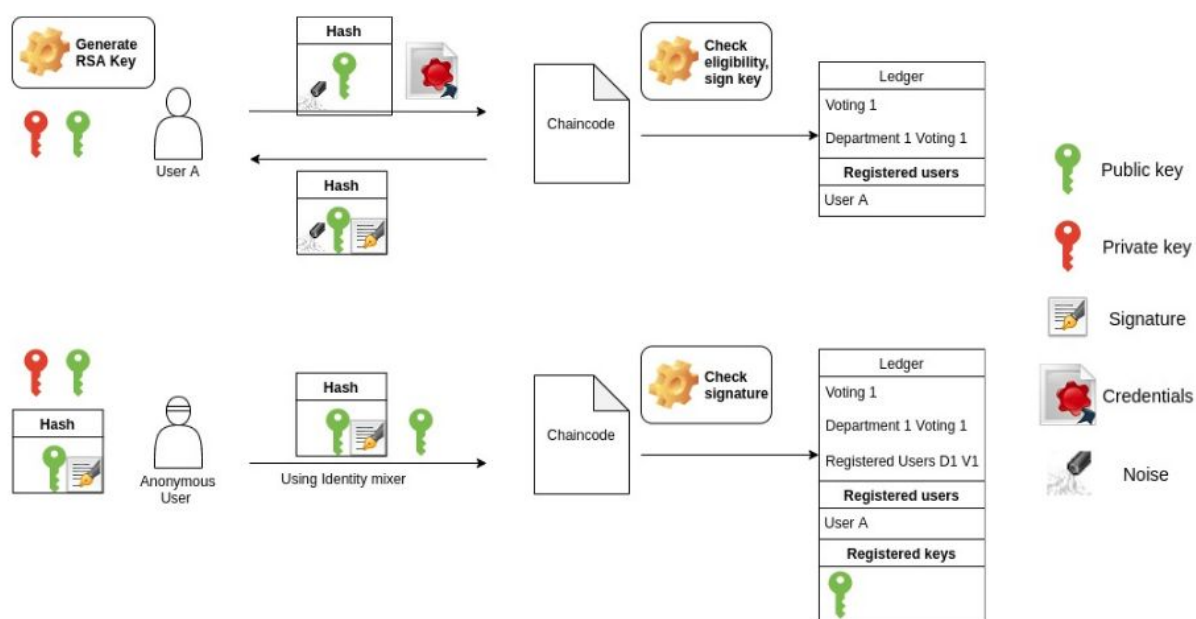 Generate
RSA Key
Hash
Check
eligibility,
sign key
Ledger
Voting 1
Department 1 Voting 1
Registered users
User A
Chaincode
User A
Hash
Public key
Private key
Signature
Credentials
Noise
Hash
Anonymous
User
Hash
Using Identity mixer
Chaincode
Check
signature
Ledger
Voting 1
Department 1 Voting 1
Registered Users D1 V1
Registered users
User A
Registered keys